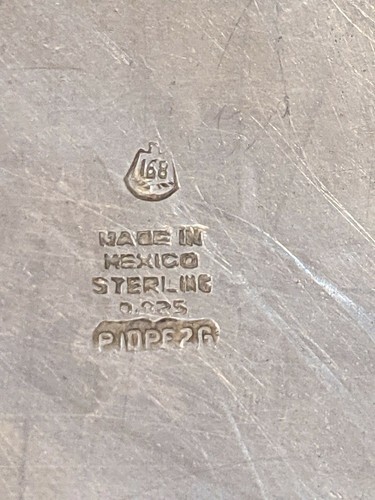 168
MADE IN
MEXICO
STERLING
0.925